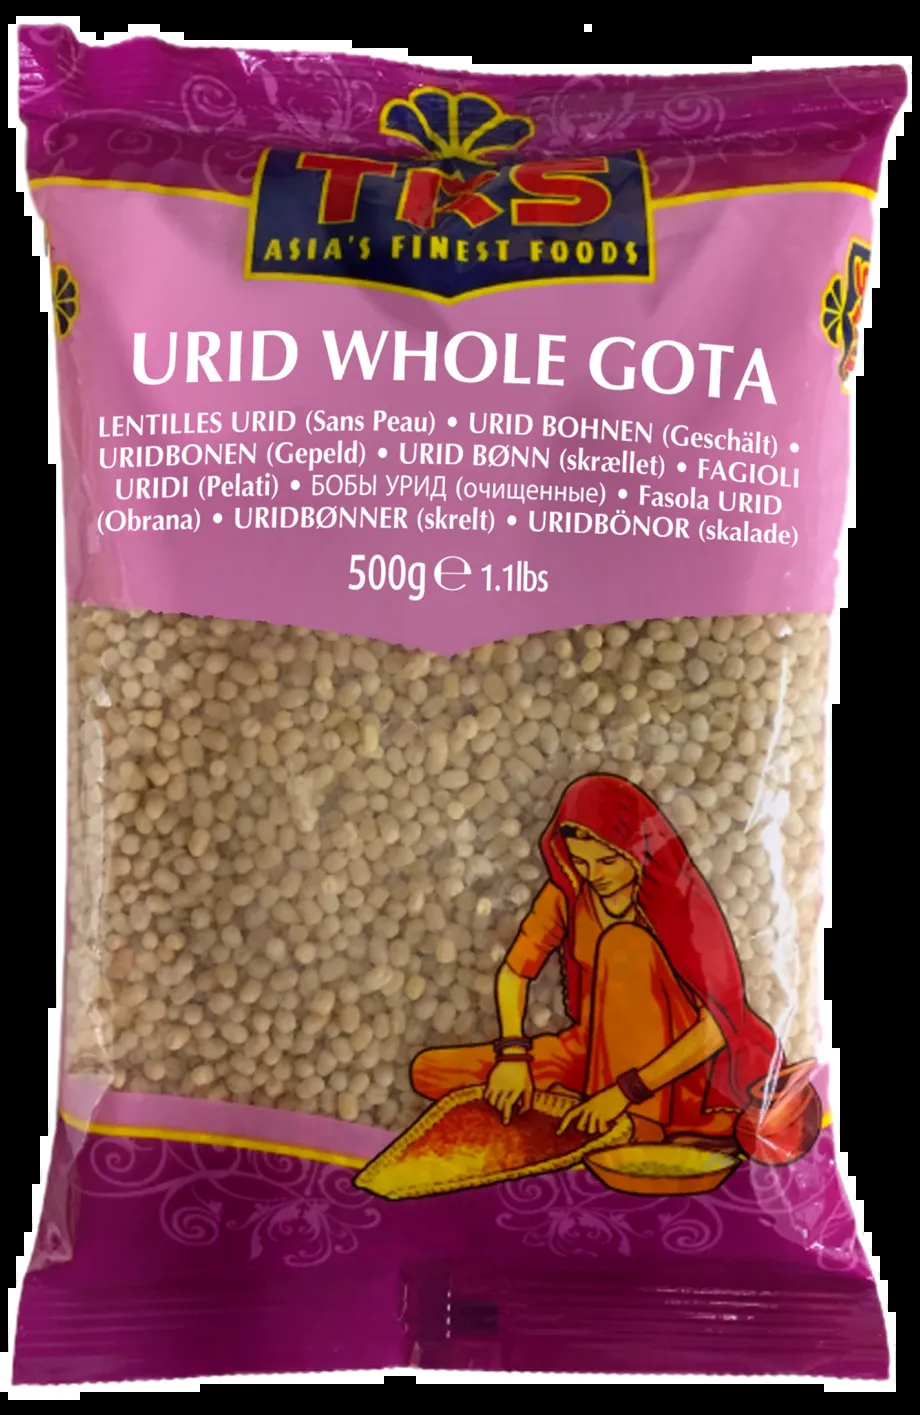 TRS
ASIA'S FINEST FOODS
URID WHOLE GOTA
LENTILLES URID (Sans Peau) • URID BOHNEN (Geschält) •
URIDBONEN (Gepeld) • URID BØNN (skrællet) • FAGIOLI
URIDI (Pelati) • БОБЫ УРИД (очищенные) • Fasola URID
(Obrana) • URIDBØNNER (skrelt) • URIDBÖNOR (skalade)
500g ℮ 1.1lbs